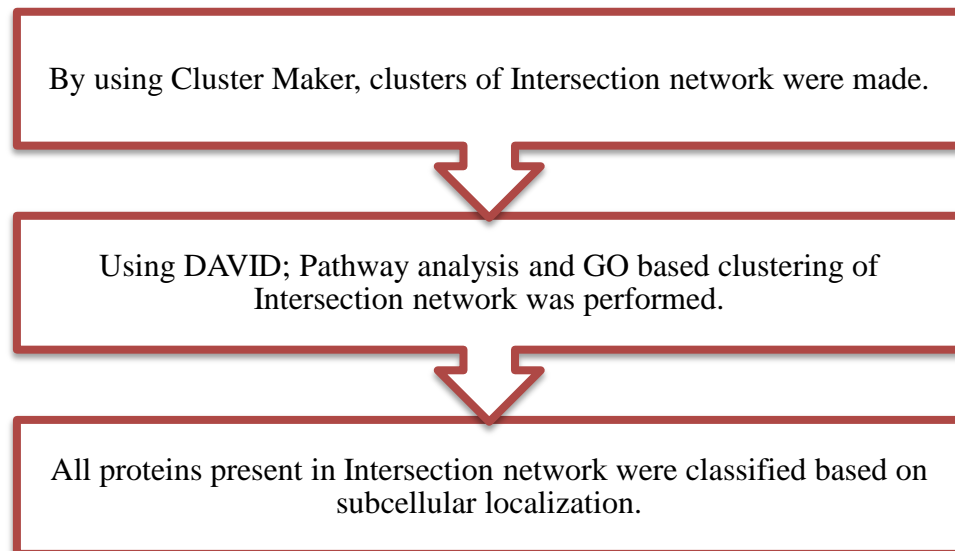 By using Cluster Maker, clusters of Intersection network were made.
Using DAVID; Pathway analysis and GO based clustering of
Intersection network was performed.
All proteins present in Intersection network were classified based on
subcellular localization.